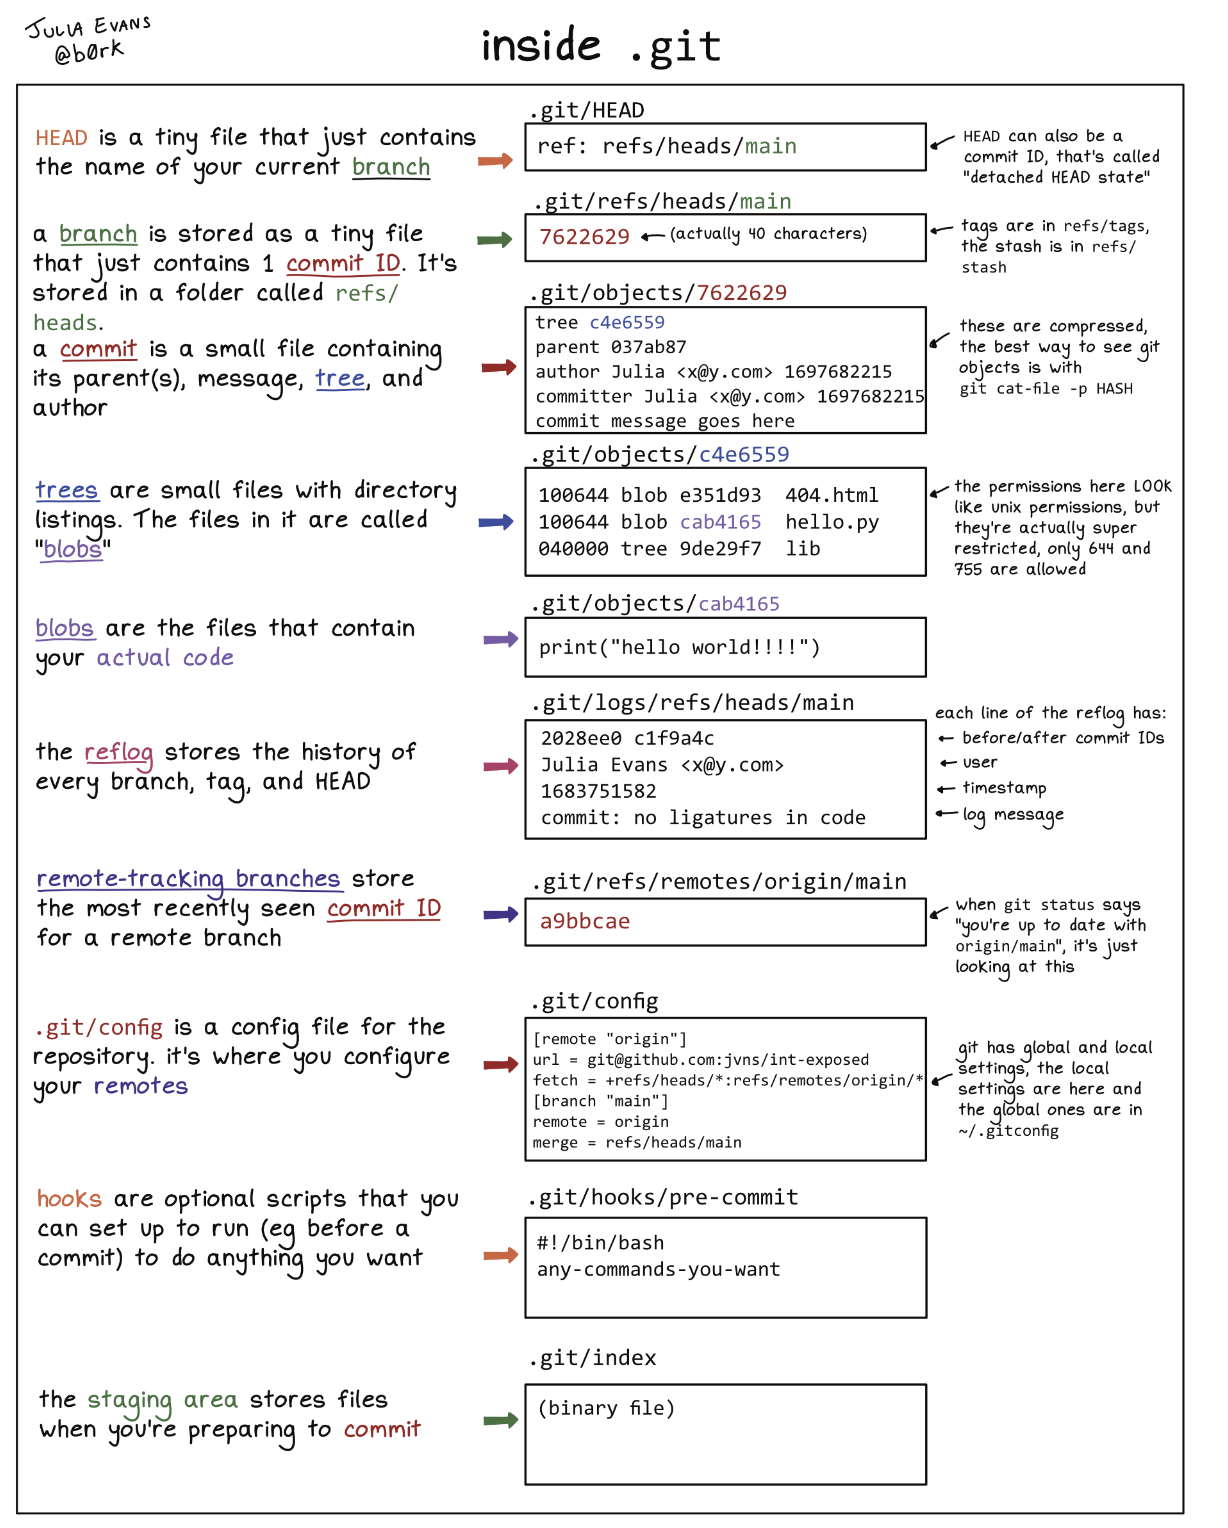 JULIA EVANS
@b0rk
inside .git
HEAD is a tiny file that just contains
the name of your current branch
.git/HEAD
ref: refs/heads/main
HEAD can also be a
commit ID, that's called
"detached HEAD state"
a branch is stored as a tiny file
that just contains 1 commit ID. It's
stored in a folder called refs/
heads.
.git/refs/heads/main
7622629 (actually 40 characters)
tags are in refs/tags,
the stash is in refs/
stash
a commit is a small file containing
its parent(s), message, tree, and
author
.git/objects/7622629
tree c4e6559
parent 037ab87
author Julia <x@y.com> 1697682215
committer Julia <x@y.com> 1697682215
commit message goes here
these are compressed,
the best way to see git
objects is with
git cat-file -p HASH
trees are small files with directory
listings. The files in it are called
"blobs"
.git/objects/c4e6559
100644 blob e351d93 404.html
100644 blob cab4165 hello.py
040000 tree 9de29f7 lib
the permissions here LOOK
like unix permissions, but
they're actually super
restricted, only 644 and
755 are allowed
blobs are the files that contain
your actual code
.git/objects/cab4165
print("hello world!!!!")
the reflog stores the history of
every branch, tag, and HEAD
.git/logs/refs/heads/main
2028ee0 c1f9a4c
Julia Evans <x@y.com>
1683751582
commit: no ligatures in code
each line of the reflog has:
before/after commit IDs
user
timestamp
log message
remote-tracking branches store
the most recently seen commit ID
for a remote branch
.git/refs/remotes/origin/main
a9bbcae
when git status says
"you're up to date with
origin/main", it's just
looking at this
.git/config is a config file for the
repository. it's where you configure
your remotes
.git/config
[remote "origin"]
url = git@github.com:jvns/int-exposed
fetch = +refs/heads/*:refs/remotes/origin/*
[branch "main"]
remote = origin
merge = refs/heads/main
git has global and local
settings, the local
settings are here and
the global ones are in
~/.gitconfig
hooks are optional scripts that you
can set up to run (eg before a
commit) to do anything you want
.git/hooks/pre-commit
#!/bin/bash
any-commands-you-want
the staging area stores files
when you're preparing to commit
.git/index
(binary file)